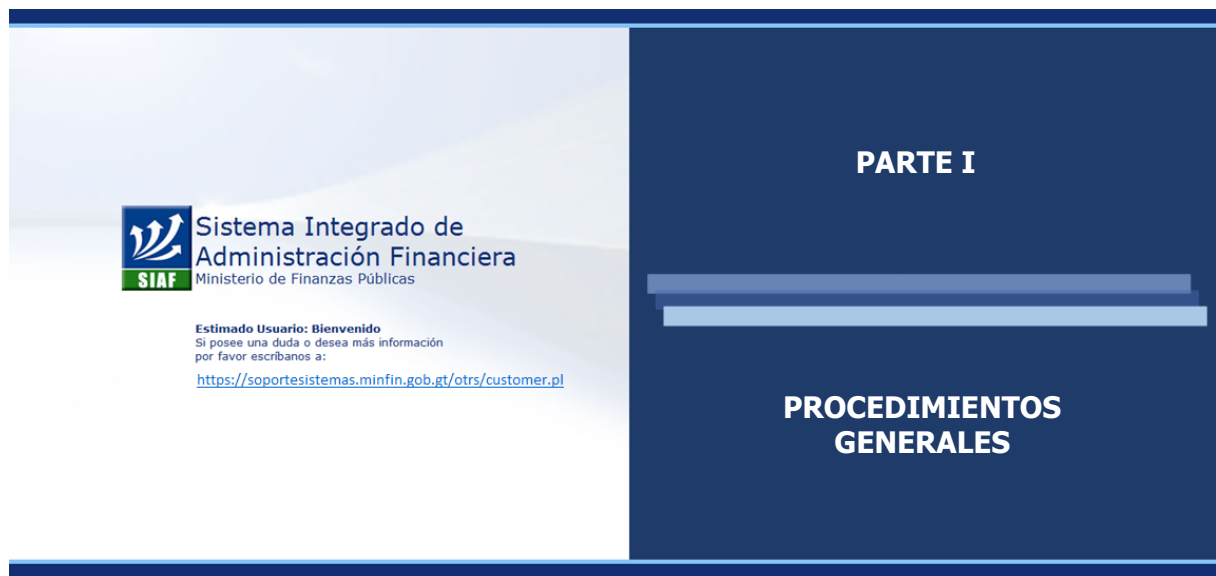 Sistema Integrado de
Administración Financiera
SIAF
Ministerio de Finanzas Públicas
Estimado Usuario: Bienvenido
Si posee una duda o desea más información
por favor escríbanos a:
https://soportesistemas.minfin.gob.gt/otrs/customer.pl
PARTE I
PROCEDIMIENTOS
GENERALES